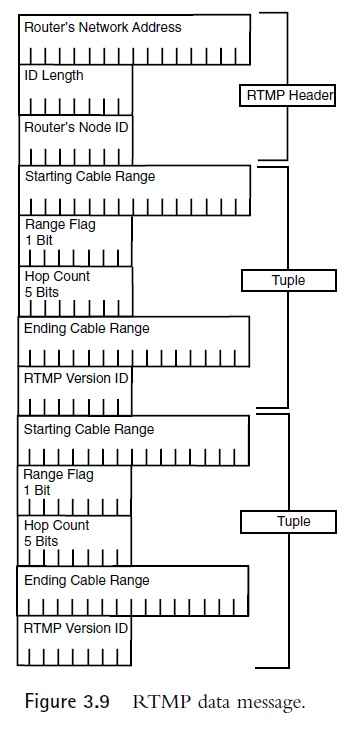 Router's Network Address
ID Length
RTMP Header
Router's Node ID
Starting Cable Range
Range Flag
1 Bit
Hop Count
5 Bits
Tuple
Ending Cable Range
RTMP Version ID
Starting Cable Range
Range Flag
1 Bit
Hop Count
5 Bits
Tuple
Ending Cable Range
RTMP Version ID
Figure 3.9 RTMP data message.